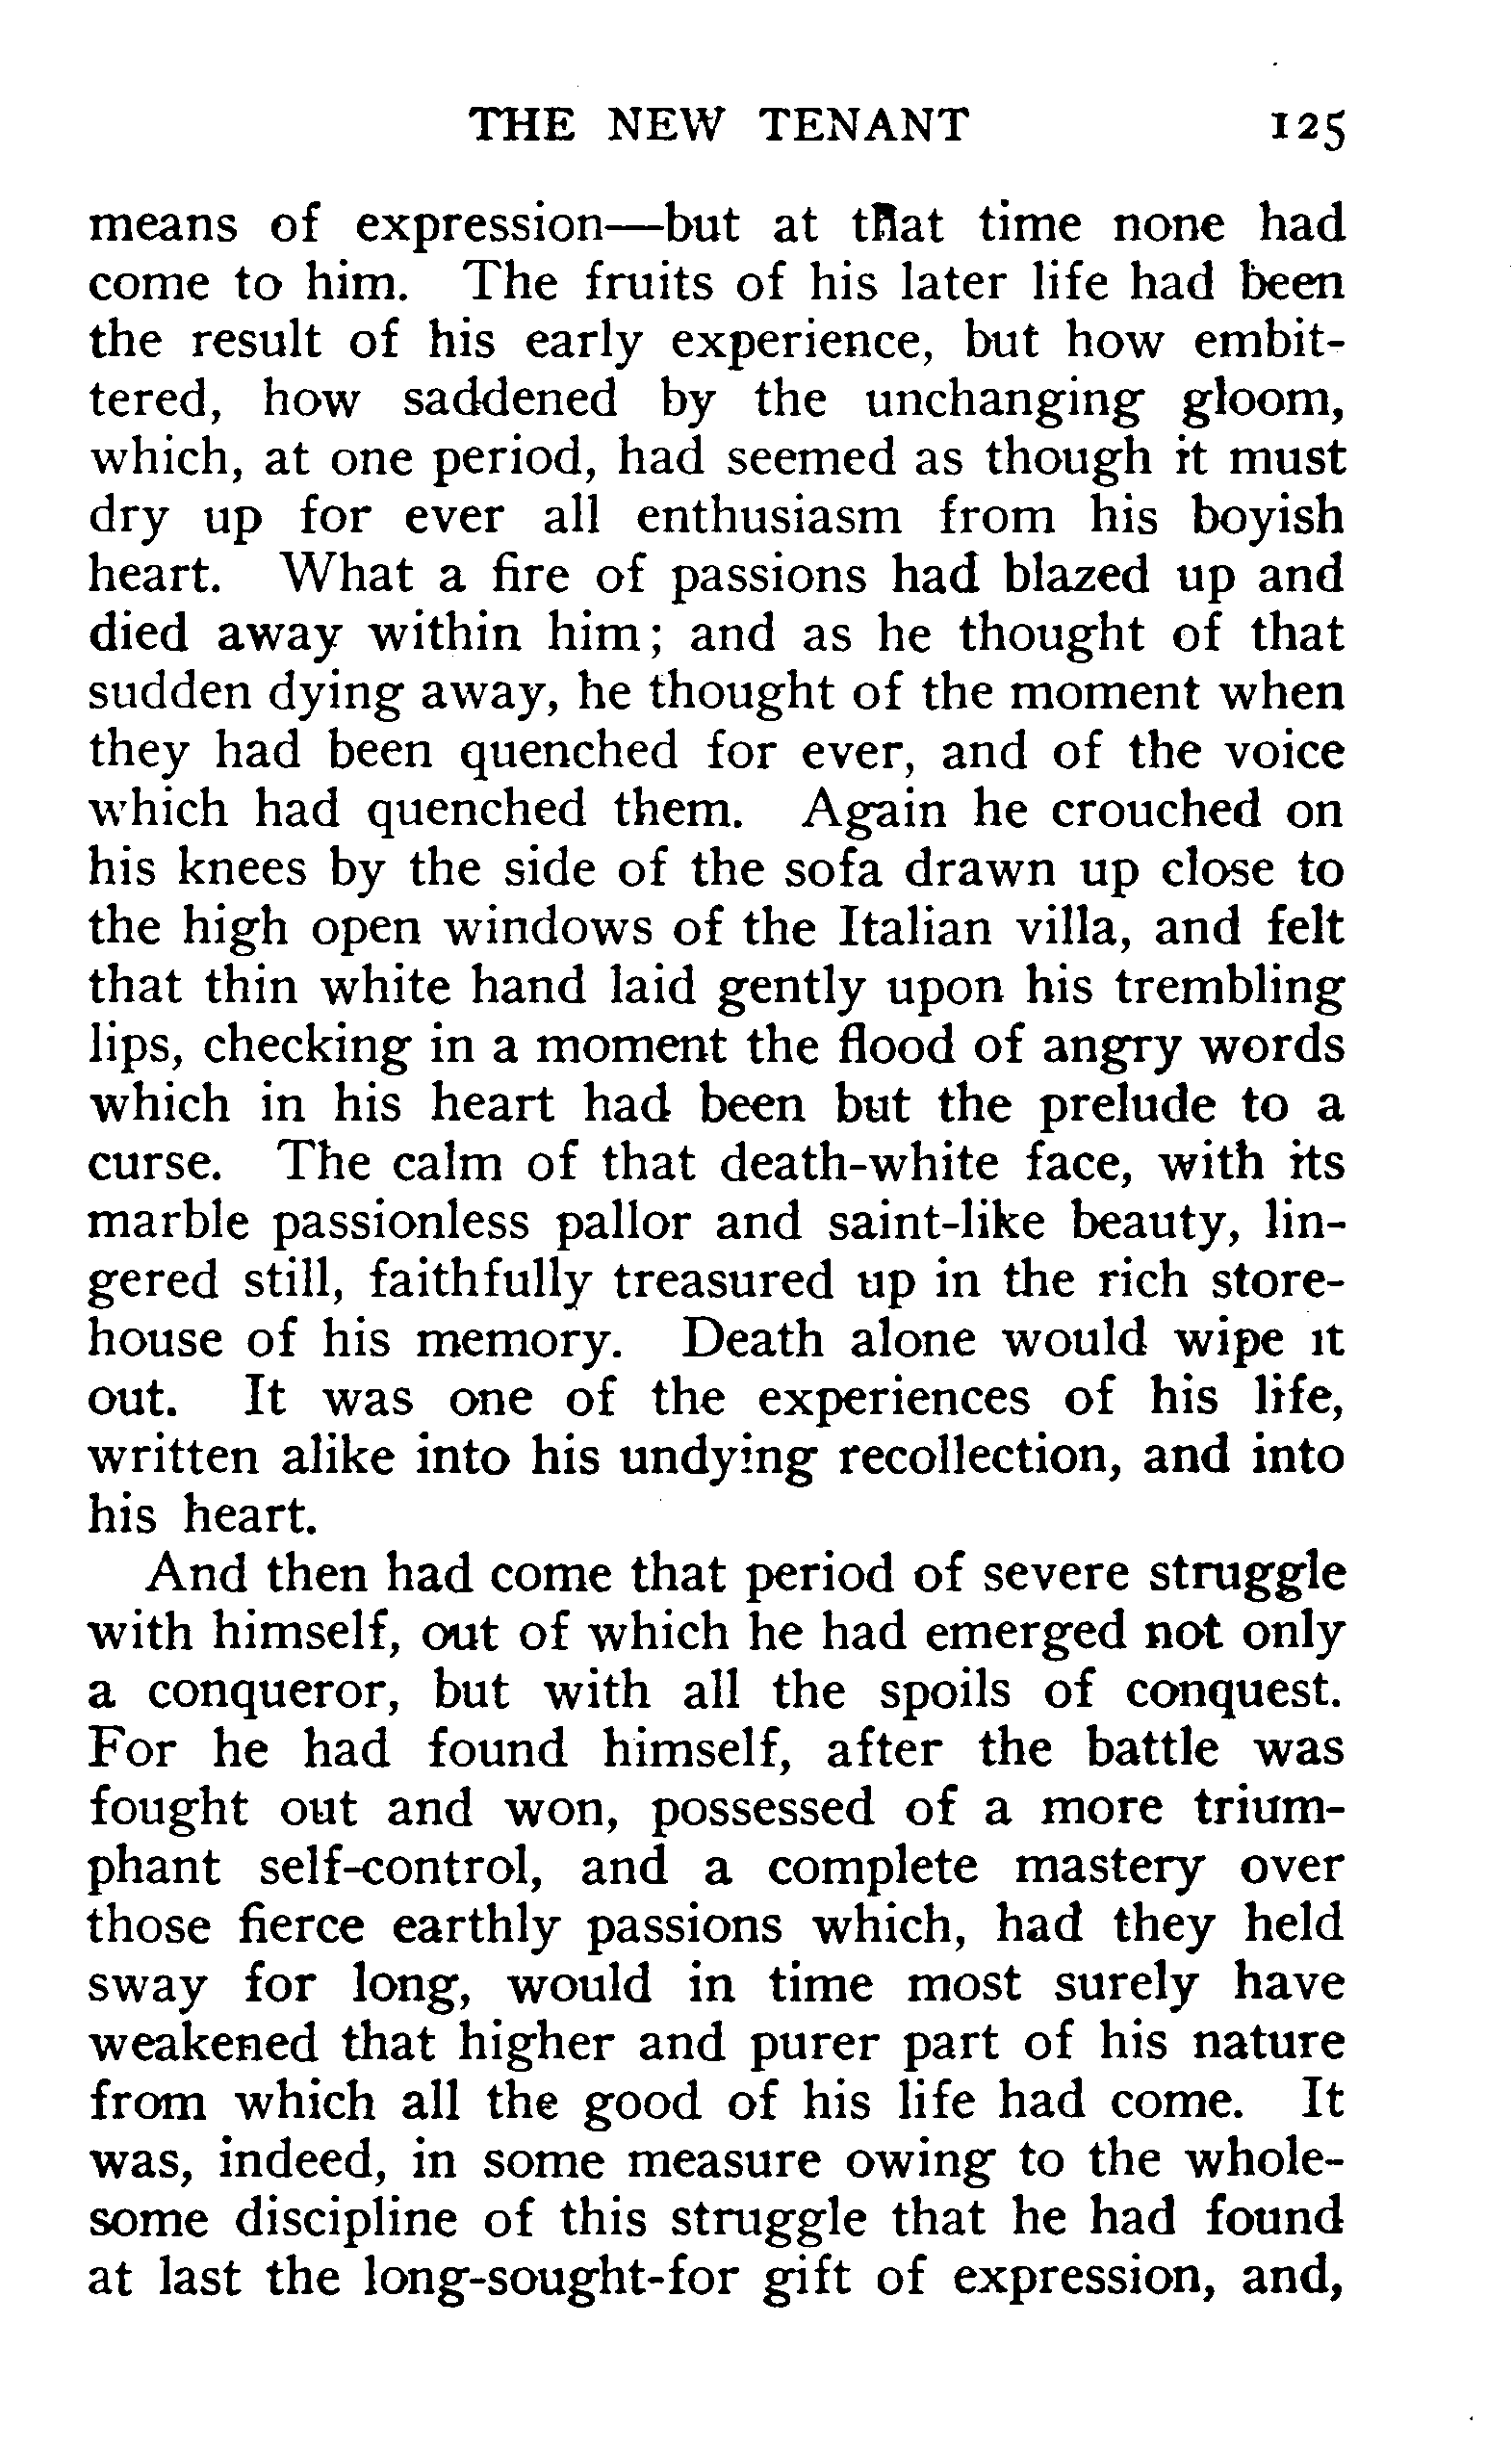 THE NEW TENANT 125
means of expression—but at that time none had
come to him. The fruits of his later life had been
the result of his early experience, but how embit-
tered, how saddened by the unchanging gloom,
which, at one period, had seemed as though it must
dry up for ever all enthusiasm from his boyish
heart. What a fire of passions had blazed up and
died away within him; and as he thought of that
sudden dying away, he thought of the moment when
they had been quenched for ever, and of the voice
which had quenched them. Again he crouched on
his knees by the side of the sofa drawn up close to
the high open windows of the Italian villa, and felt
that thin white hand laid gently upon his trembling
lips, checking in a moment the flood of angry words
which in his heart had been but the prelude to a
curse. The calm of that death-white face, with its
marble passionless pallor and saint-like beauty, lin-
gered still, faithfully treasured up in the rich store-
house of his memory. Death alone would wipe it
out. It was one of the experiences of his life,
written alike into his undying recollection, and into
his heart.
And then had come that period of severe struggle
with himself, out of which he had emerged not only
a conqueror, but with all the spoils of conquest.
For he had found himself, after the battle was
fought out and won, possessed of a more trium-
phant self-control, and a complete mastery over
those fierce earthly passions which, had they held
sway for long, would in time most surely have
weakened that higher and purer part of his nature
from which all the good of his life had come. It
was, indeed, in some measure owing to the whole-
some discipline of this struggle that he had found
at last the long-sought-for gift of expression, and,